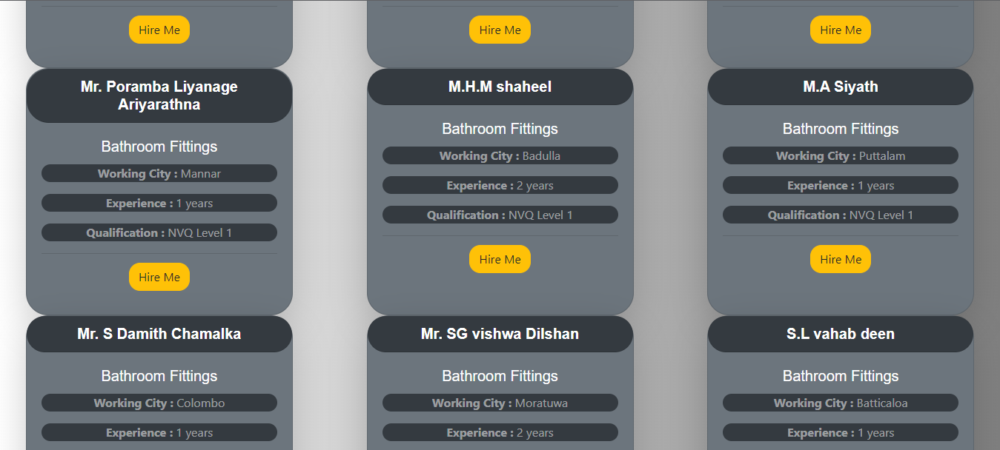 Hire Me
Hire Me
Hire Me
Mr. Poramba Liyanage
Ariyarathna
Bathroom Fittings
Working City : Mannar
Experience : 1 years
Qualification : NVQ Level 1
Hire Me
M.H.M shaheel
Bathroom Fittings
Working City : Badulla
Experience : 2 years
Qualification : NVQ Level 1
Hire Me
M.A Siyath
Bathroom Fittings
Working City : Puttalam
Experience : 1 years
Qualification : NVQ Level 1
Hire Me
Mr. S Damith Chamalka
Bathroom Fittings
Working City : Colombo
Experience : 1 years
Mr. SG vishwa Dilshan
Bathroom Fittings
Working City : Moratuwa
Experience : 2 years
S.L vahab deen
Bathroom Fittings
Working City : Batticaloa
Experience : 1 years